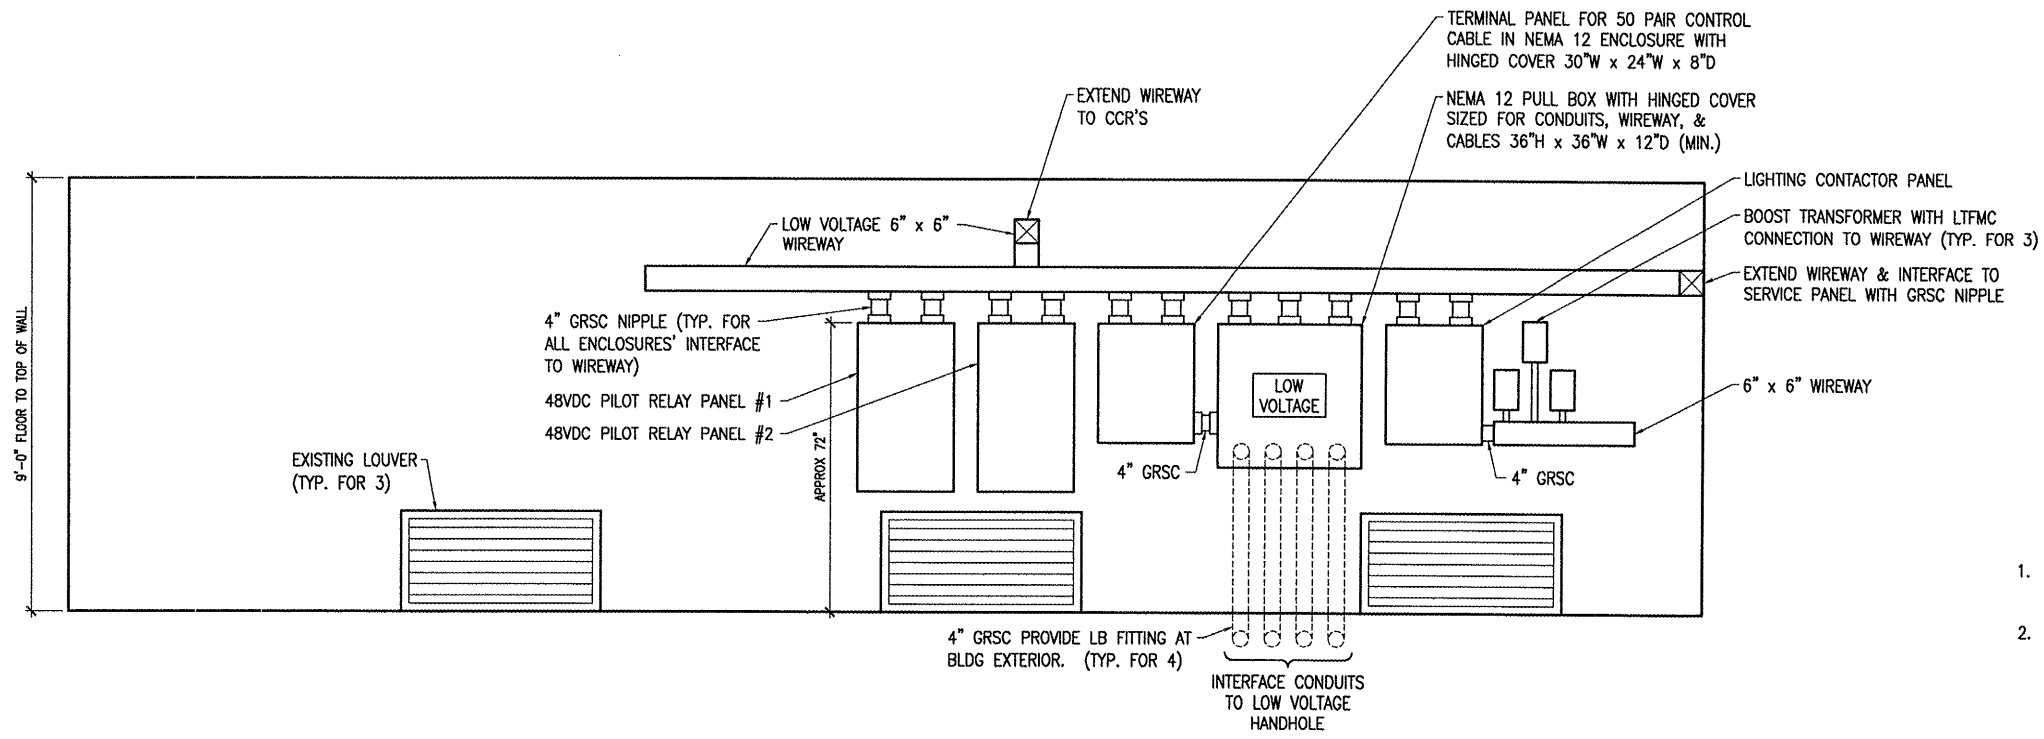 TERMINAL PANEL FOR 50 PAIR CONTROL
CABLE IN NEMA 12 ENCLOSURE WITH
HINGED COVER 30"W x 24"W x 8"D
EXTEND WIREWAY
TO CCR'S
NEMA 12 PULL BOX WITH HINGED COVER
SIZED FOR CONDUITS, WIREWAY, &
CABLES 36"H x 36"W x 12"D (MIN.)
LIGHTING CONTACTOR PANEL
LOW VOLTAGE 6" x 6"
WIREWAY
BOOST TRANSFORMER WITH LTFMC
CONNECTION TO WIREWAY (TYP. FOR 3)
EXTEND WIREWAY & INTERFACE TO
SERVICE PANEL WITH GRSC NIPPLE
9'-0" FLOOR TO TOP OF WALL
4" GRSC NIPPLE (TYP. FOR
ALL ENCLOSURES' INTERFACE
TO WIREWAY)
48VDC PILOT RELAY PANEL #1
48VDC PILOT RELAY PANEL #2
LOW
VOLTAGE
6" x 6" WIREWAY
EXISTING LOUVER
(TYP. FOR 3)
APPROX 72"
4" GRSC
4" GRSC
1.
4" GRSC PROVIDE LB FITTING AT
BLDG EXTERIOR. (TYP. FOR 4)
2.
INTERFACE CONDUITS
TO LOW VOLTAGE
HANDHOLE